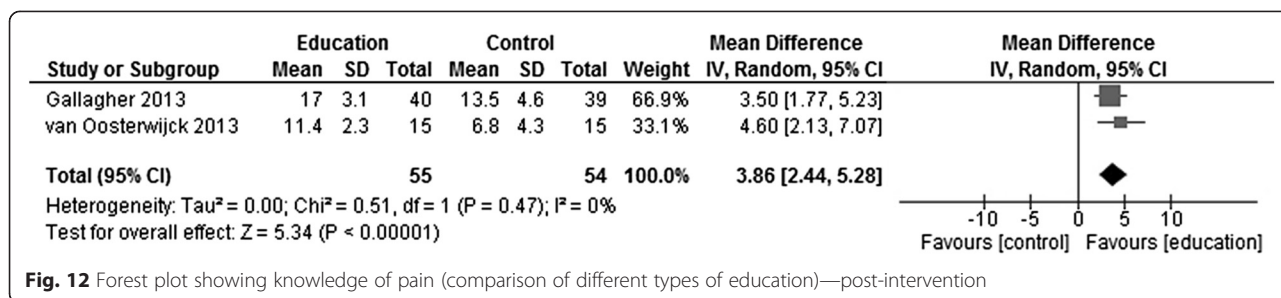 Education Control Mean Difference Mean Difference
Study or Subgroup Mean SD Total Mean SD Total Weight IV, Random, 95% CI IV, Random, 95% CI
Gallagher 2013 17 3.1 40 13.5 4.6 39 66.9% 3.50 [1.77, 5.23]
van Oosterwijck 2013 11.4 2.3 15 6.8 4.3 15 33.1% 4.60 [2.13, 7.07]
Total (95% CI) 55 54 100.0% 3.86 [2.44, 5.28]
Heterogeneity: Tau² = 0.00; Chi² = 0.51, df = 1 (P = 0.47); I² = 0%
Test for overall effect: Z = 5.34 (P < 0.00001)
-10 -5 0 5 10
Favours [control] Favours [education]
Fig. 12 Forest plot showing knowledge of pain (comparison of different types of education)—post-intervention